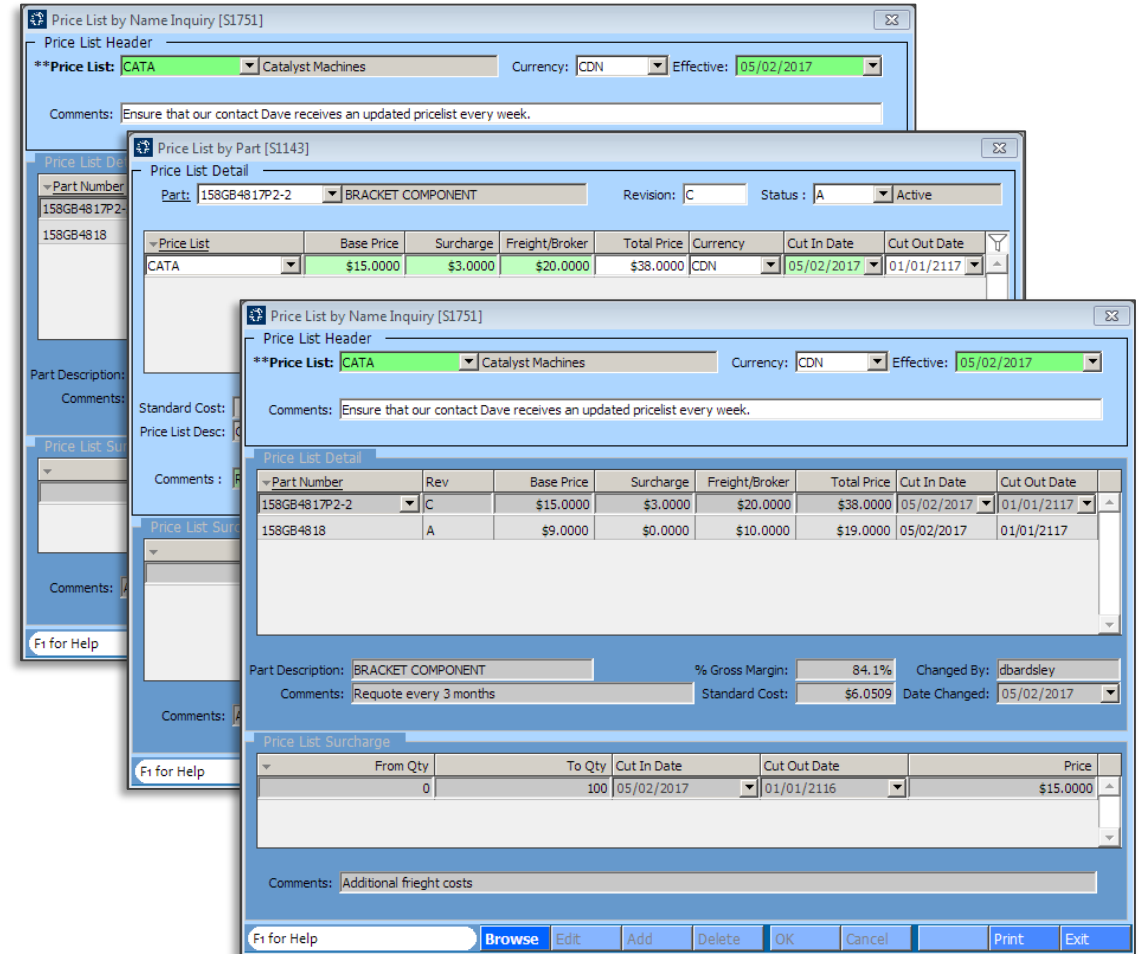 Price List by Name Inquiry [S1751]
Price List Header
**Price List: CATA Catalyst Machines Currency: CDN Effective: 05/02/2017
Comments: Ensure that our contact Dave receives an updated pricelist every week.
Price List
Part Number
158GB4817P2-
158GB4818
Part Description:
Comments:
Price List
Comments:
F1 for Help
Price List by Part [S1143]
Price List Detail
Part: 158GB4817P2-2 BRACKET COMPONENT Revision: C Status : A Active
Price List Base Price Surcharge Freight/Broker Total Price Currency Cut In Date Cut Out Date
CATA $15.0000 $3.0000 $20.0000 $38.0000 CDN 05/02/2017 01/01/2117
Standard Cost:
Price List Desc:
Comments :
Price List
Comments:
F1 for Help
Price List by Name Inquiry [S1751]
Price List Header
**Price List: CATA Catalyst Machines Currency: CDN Effective: 05/02/2017
Comments: Ensure that our contact Dave receives an updated pricelist every week.
Price List Detail
Part Number Rev Base Price Surcharge Freight/Broker Total Price Cut In Date Cut Out Date
158GB4817P2-2 C $15.0000 $3.0000 $20.0000 $38.0000 05/02/2017 01/01/2117
158GB4818 A $9.0000 $0.0000 $10.0000 $19.0000 05/02/2017 01/01/2117
Part Description: BRACKET COMPONENT % Gross Margin: 84.1% Changed By: dbardsley
Comments: Requote every 3 months Standard Cost: $6.0509 Date Changed: 05/02/2017
Price List Surcharge
From Qty To Qty Cut In Date Cut Out Date Price
0 100 05/02/2017 01/01/2116 $15.0000
Comments: Additional frieght costs
F1 for Help Browse Edit Add Delete OK Cancel Print Exit